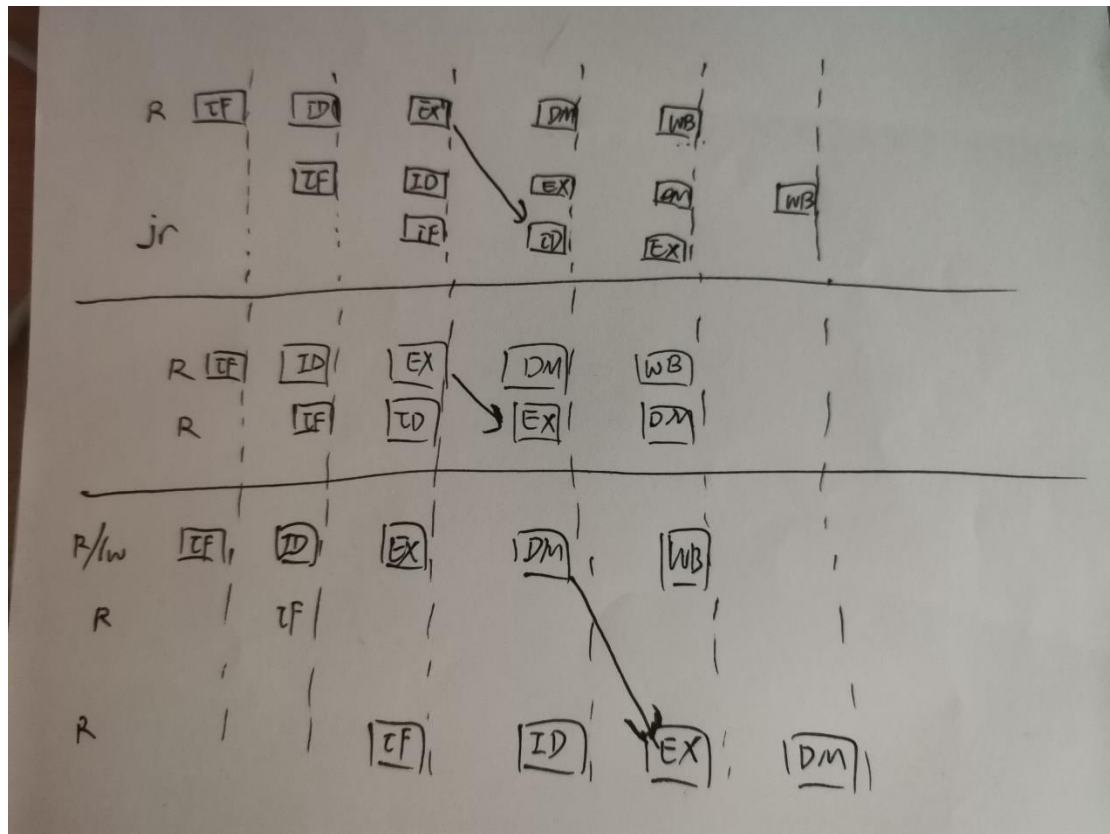 R IF ID EX DM WB
IF ID EX DM WB
jr IF ID EX
R IF ID EX DM WB
R IF ID EX DM
R/lw IF ID EX DM WB
R IF
R IF ID EX DM